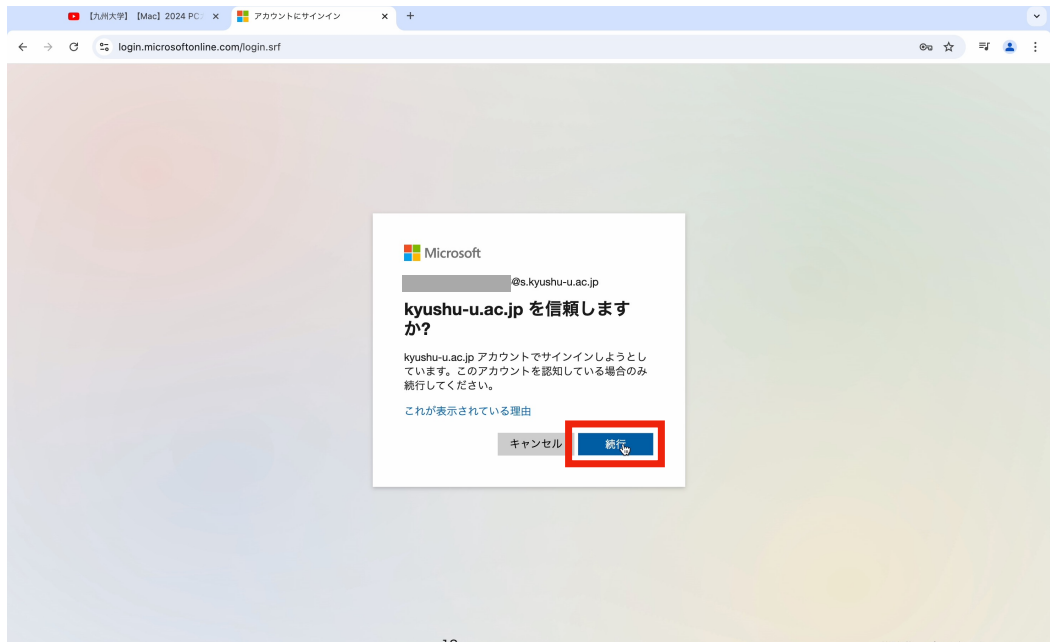 【九州大学】【Mac】2024 PC
アカウントにサインイン
login.microsoftonline.com/login.srf
Microsoft
@s.kyushu-u.ac.jp
kyushu-u.ac.jp を信頼します
か?
kyushu-u.ac.jp アカウントでサインインしようとし
ています。このアカウントを認知している場合のみ
続行してください。
これが表示されている理由
キャンセル
続行